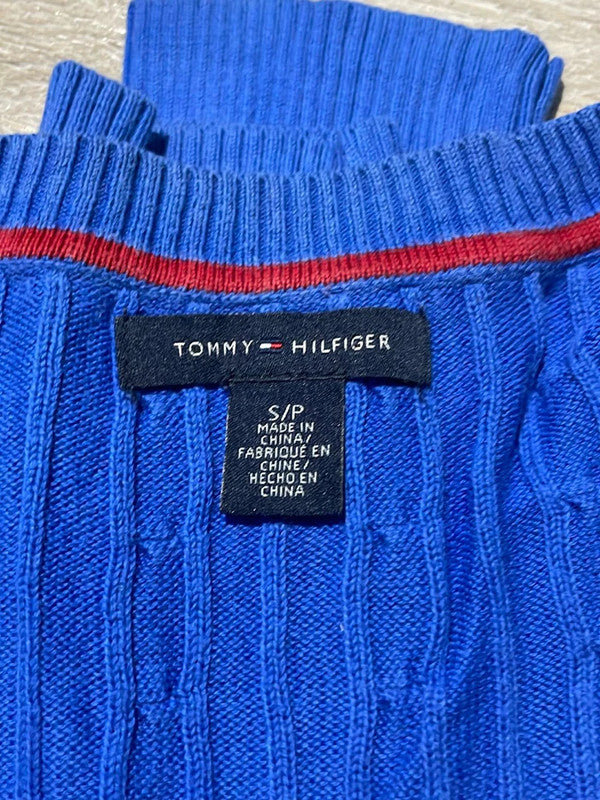 TOMMY HILFIGER
S/P
MADE IN
CHINA/
FABRIQUÉ EN
CHINE/
HECHO EN
CHINA